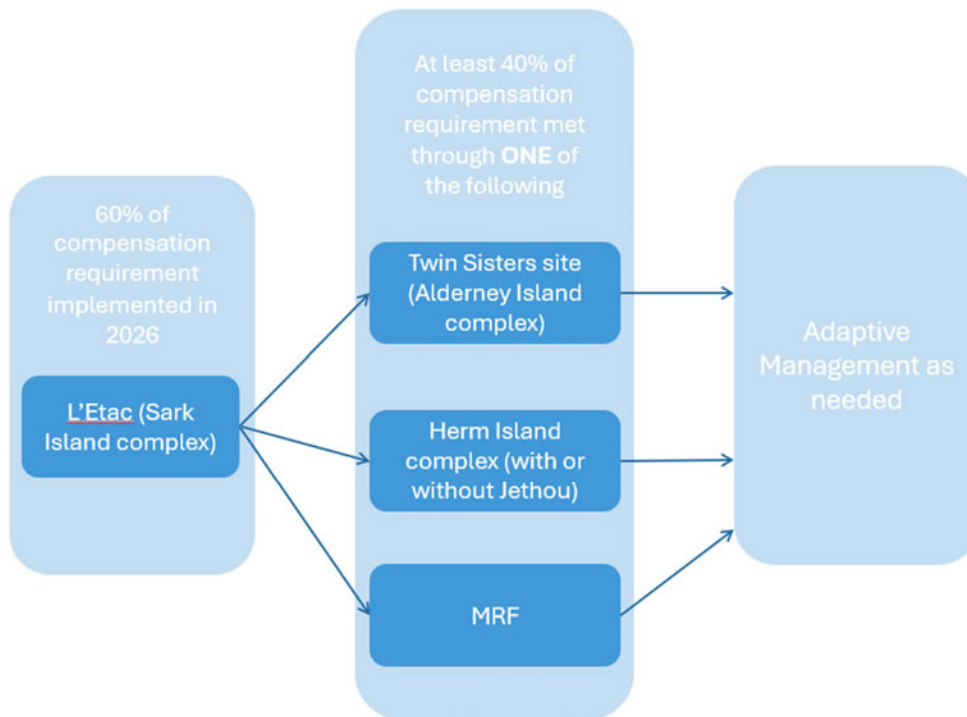 60% of
compensation
requirement
implemented in
2026
L'Etac (Sark
Island complex)
At least 40% of
compensation
requirement met
through ONE of
the following
Twin Sisters site
(Alderney Island
complex)
Herm Island
complex (with or
without Jethou)
MRF
Adaptive
Management as
needed